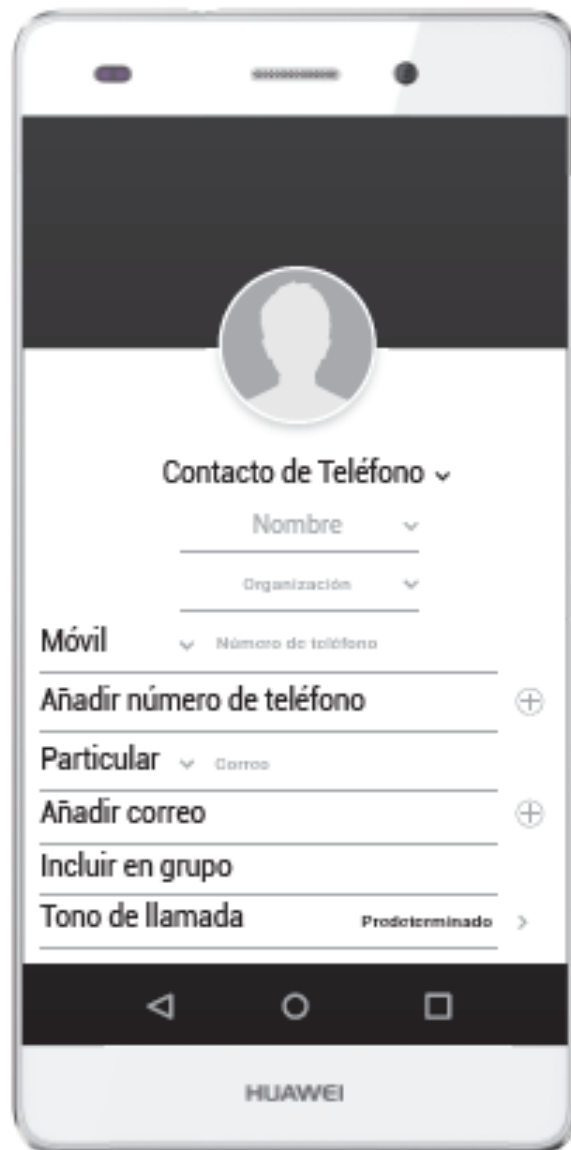 Contacto de Teléfono
Nombre
Organización
Móvil Número de teléfono
Añadir número de teléfono
Particular Correo
Añadir correo
Incluir en grupo
Tono de llamada Predeterminado
HUAWEI